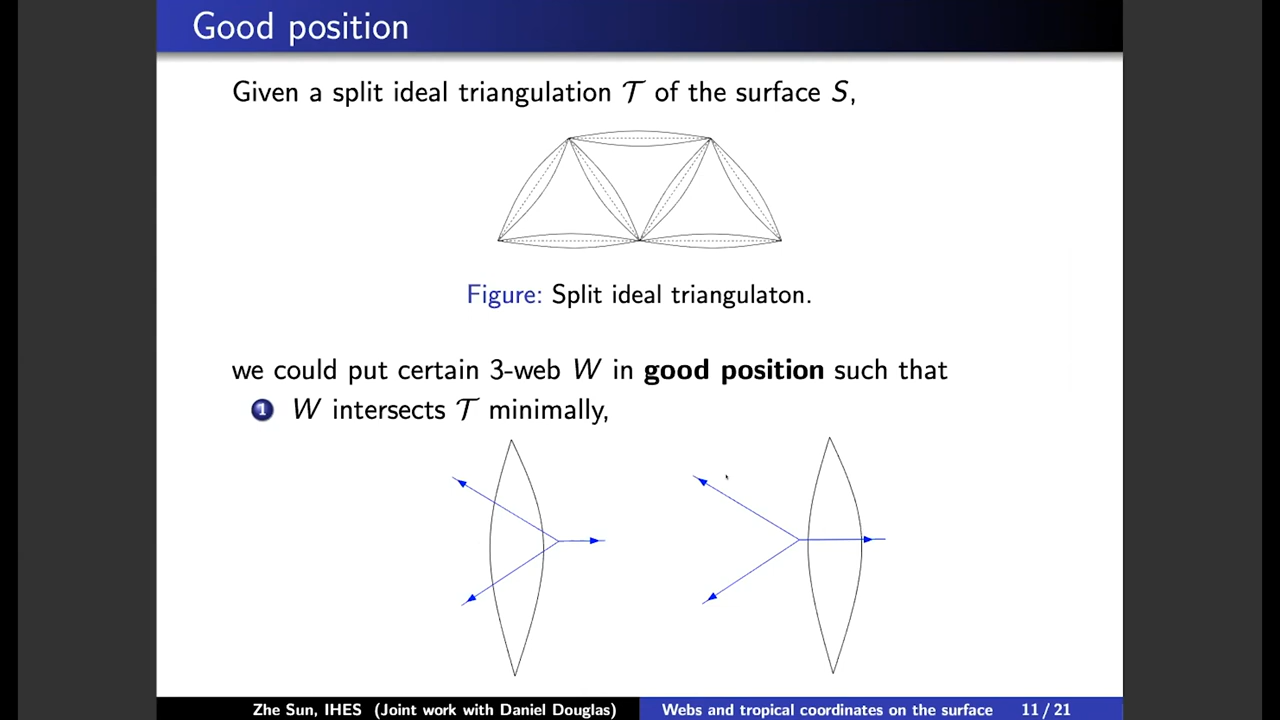 Good position
Given a split ideal triangulation 𝒯 of the surface S,
Figure: Split ideal triangulaton.
we could put certain 3-web W in good position such that
1 W intersects 𝒯 minimally,
Zhe Sun, IHES (Joint work with Daniel Douglas) Webs and tropical coordinates on the surface 11 / 21